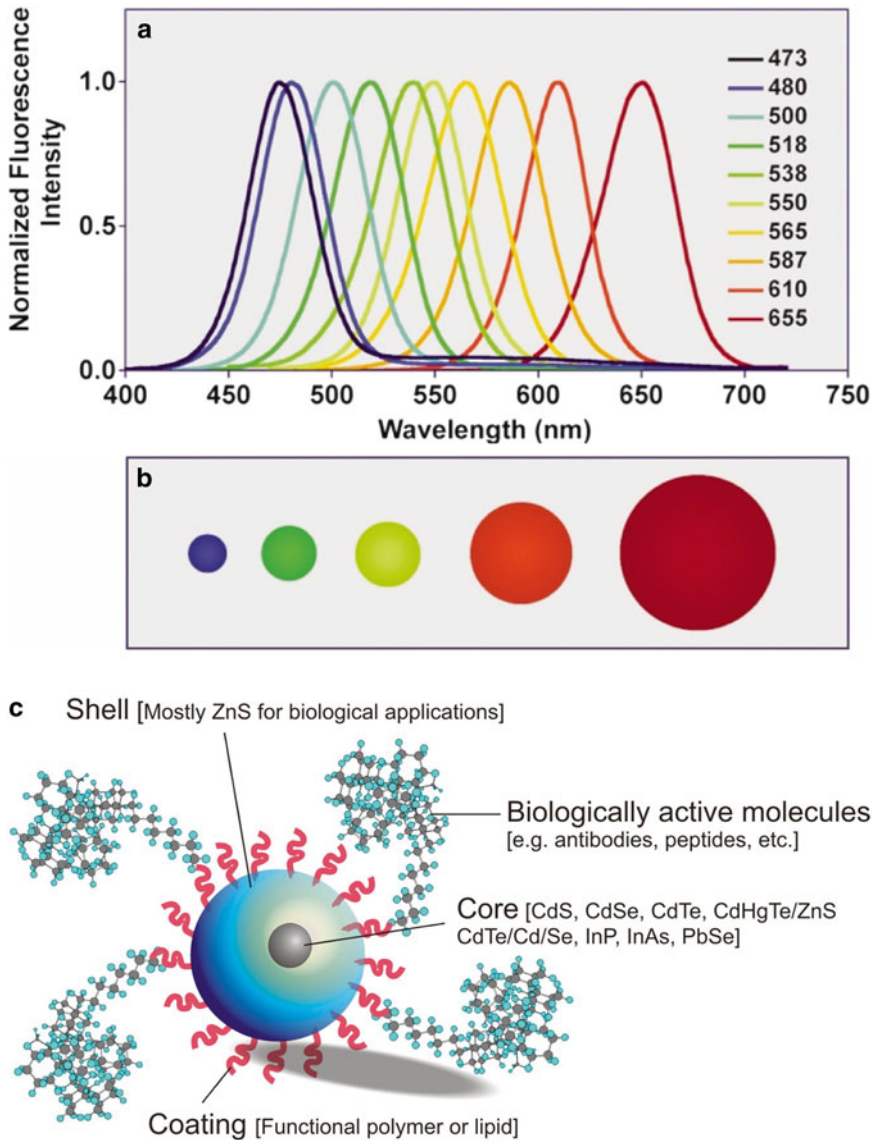 a
Normalized Fluorescence
Intensity
1.0
0.5
0.0
473
480
500
518
538
550
565
587
610
655
400 450 500 550 600 650 700 750
Wavelength (nm)
b
c
Shell [Mostly ZnS for biological applications]
Biologically active molecules
[e.g. antibodies, peptides, etc.]
Core [CdS, CdSe, CdTe, CdHgTe/ZnS
CdTe/Cd/Se, InP, InAs, PbSe]
Coating [Functional polymer or lipid]